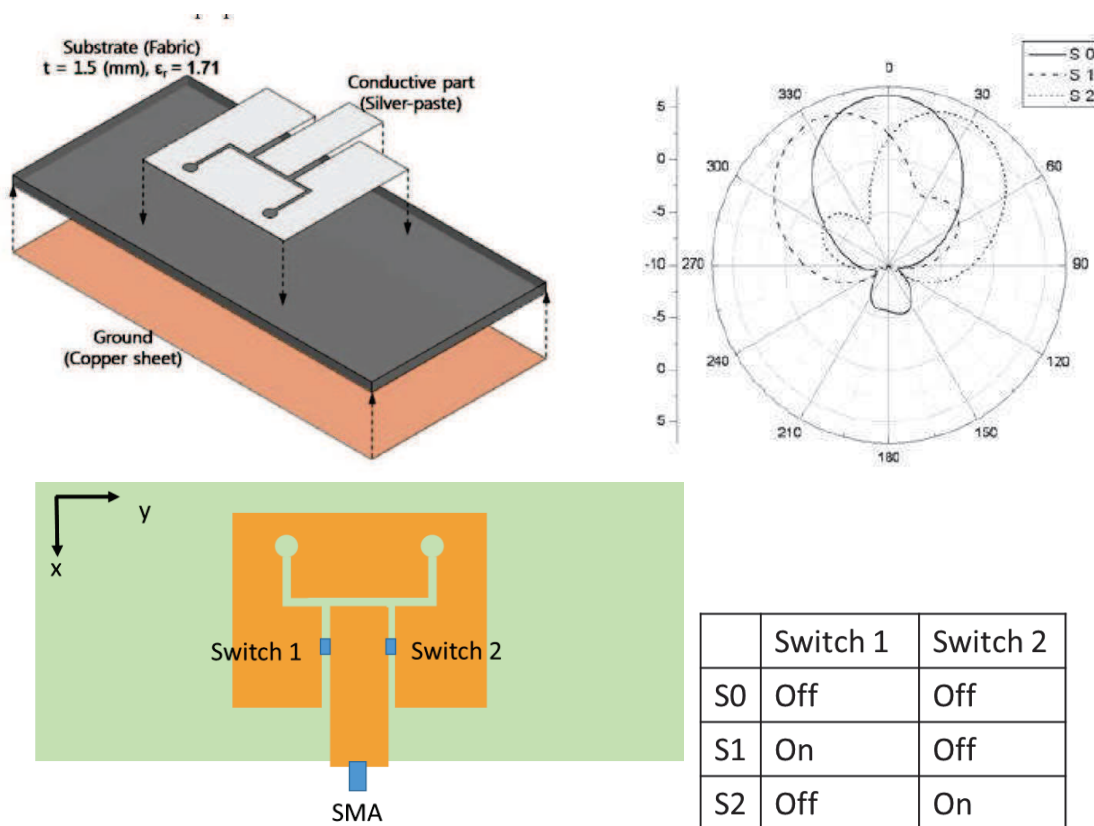 Substrate (Fabric)
t = 1.5 (mm), εr = 1.71
Conductive part
(Silver-paste)
Ground
(Copper sheet)
S 0
S 1
S 2
0
30
60
90
120
150
180
210
240
270
300
330
5
0
-5
-10
-5
0
5
y
x
Switch 1
Switch 2
SMA
Switch 1 Switch 2
S0 Off Off
S1 On Off
S2 Off On